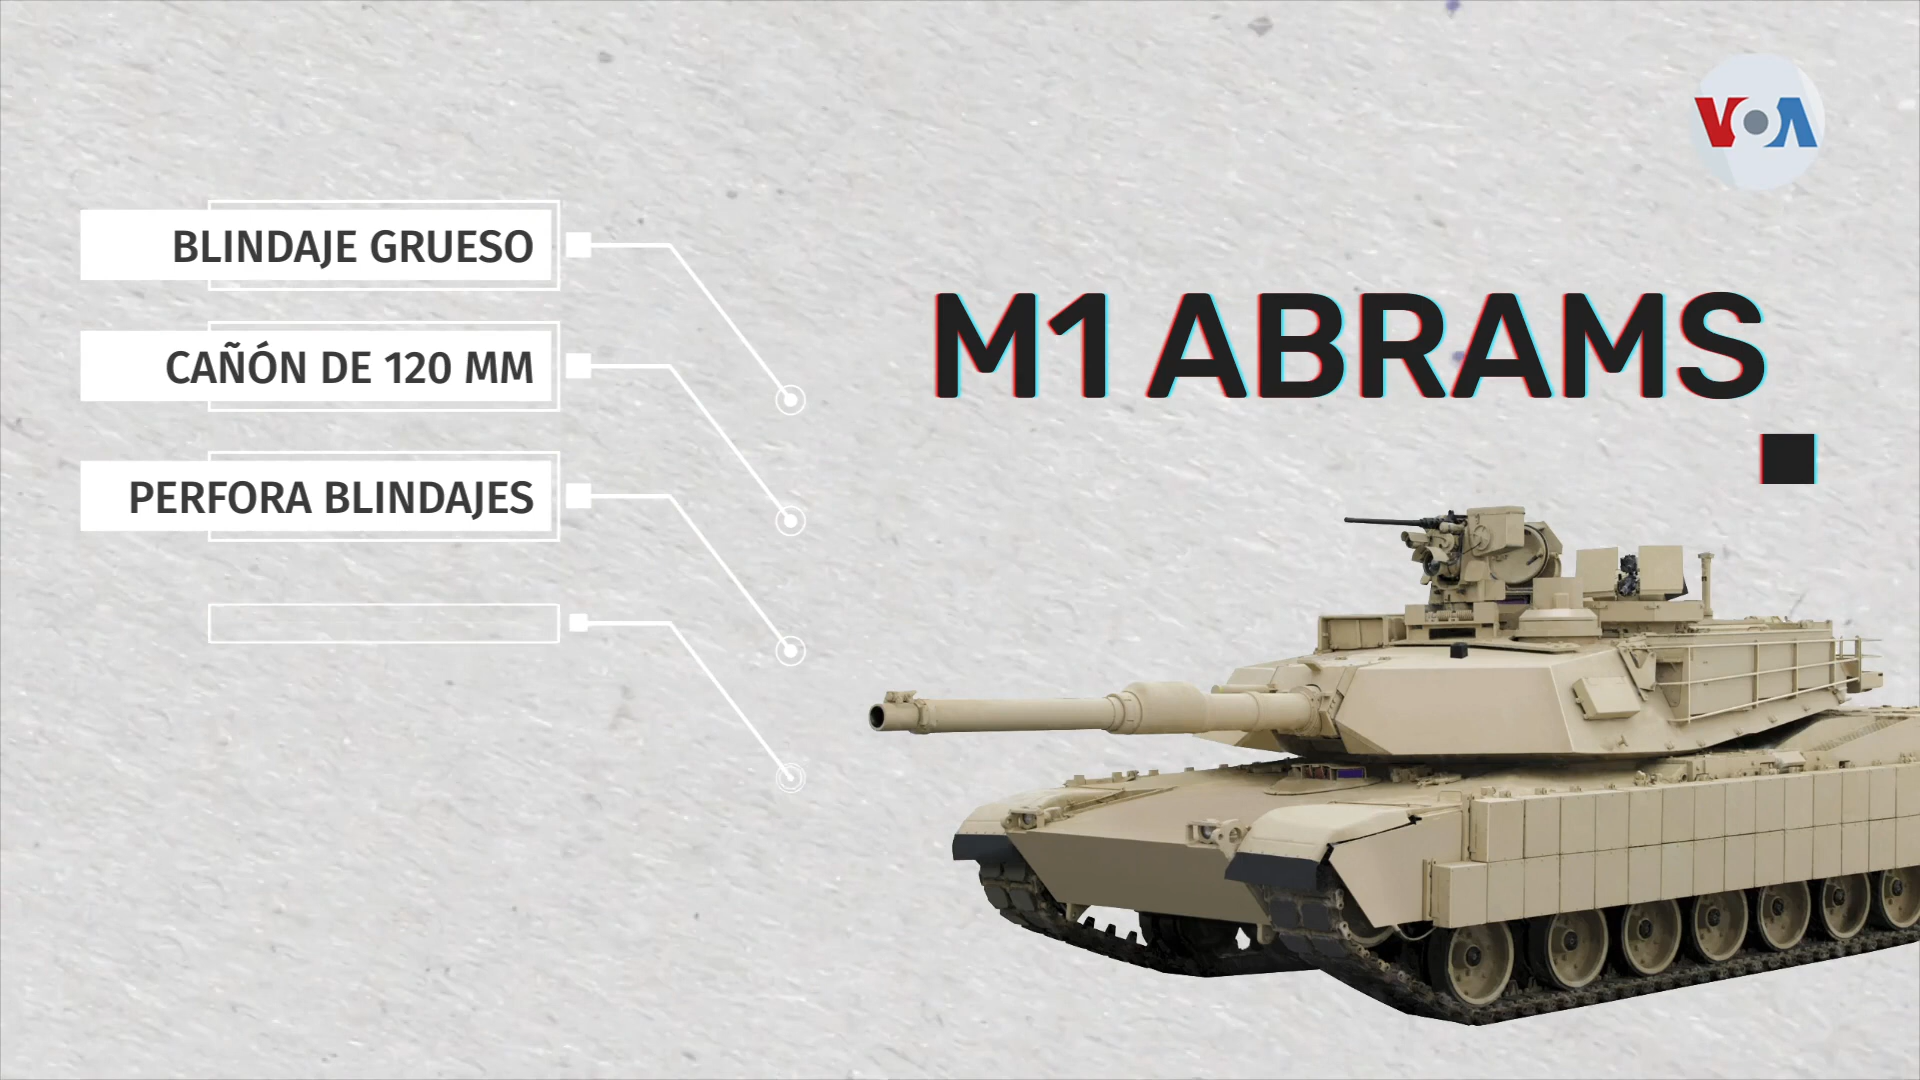 VOA
BLINDAJE GRUESO
CAÑÓN DE 120 MM
PERFORA BLINDAJES
M1 ABRAMS